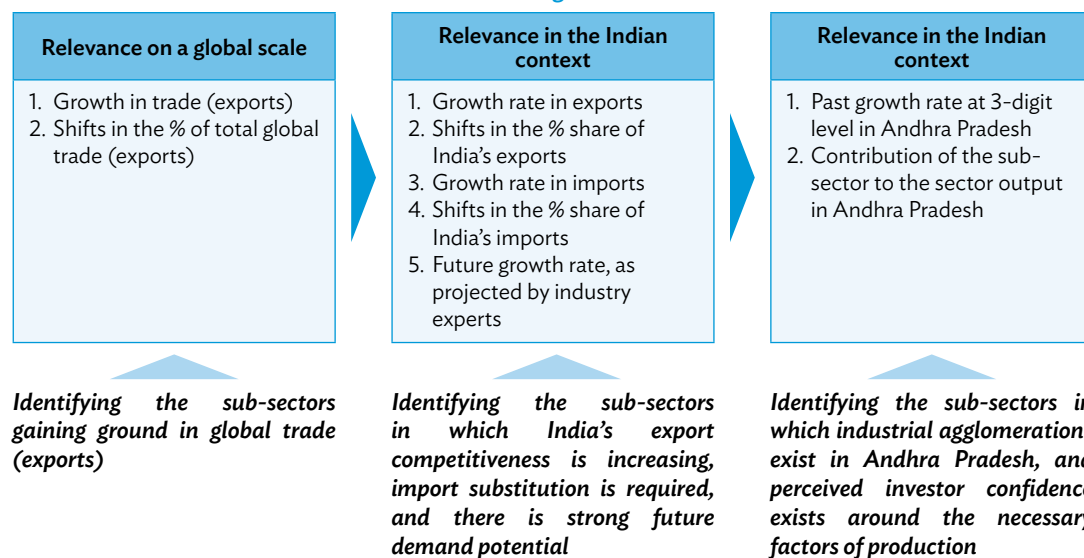 Relevance on a global scale
1. Growth in trade (exports)
2. Shifts in the % of total global
trade (exports)
Identifying the sub-sectors
gaining ground in global trade
(exports)
Relevance in the Indian
context
1. Growth rate in exports
2. Shifts in the % share of
India's exports
3. Growth rate in imports
4. Shifts in the % share of
India's imports
5. Future growth rate, as
projected by industry
experts
Identifying the sub-sectors
in which India's export
competitiveness is increasing,
import substitution is required,
and there is strong future
demand potential
Relevance in the Indian
context
1. Past growth rate at 3-digit
level in Andhra Pradesh
2. Contribution of the sub-
sector to the sector output
in Andhra Pradesh
Identifying the sub-sectors in
which industrial agglomeration
exist in Andhra Pradesh, and
perceived investor confidence
exists around the necessary
factors of production